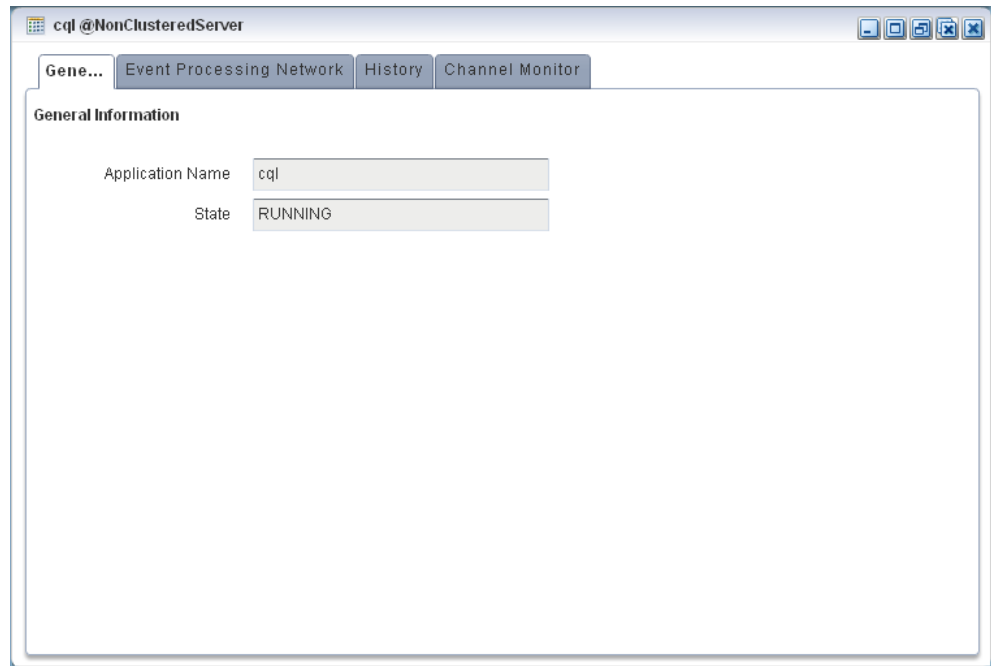 cql @NonClusteredServer
Gene... Event Processing Network History Channel Monitor
General Information
Application Name cql
State RUNNING